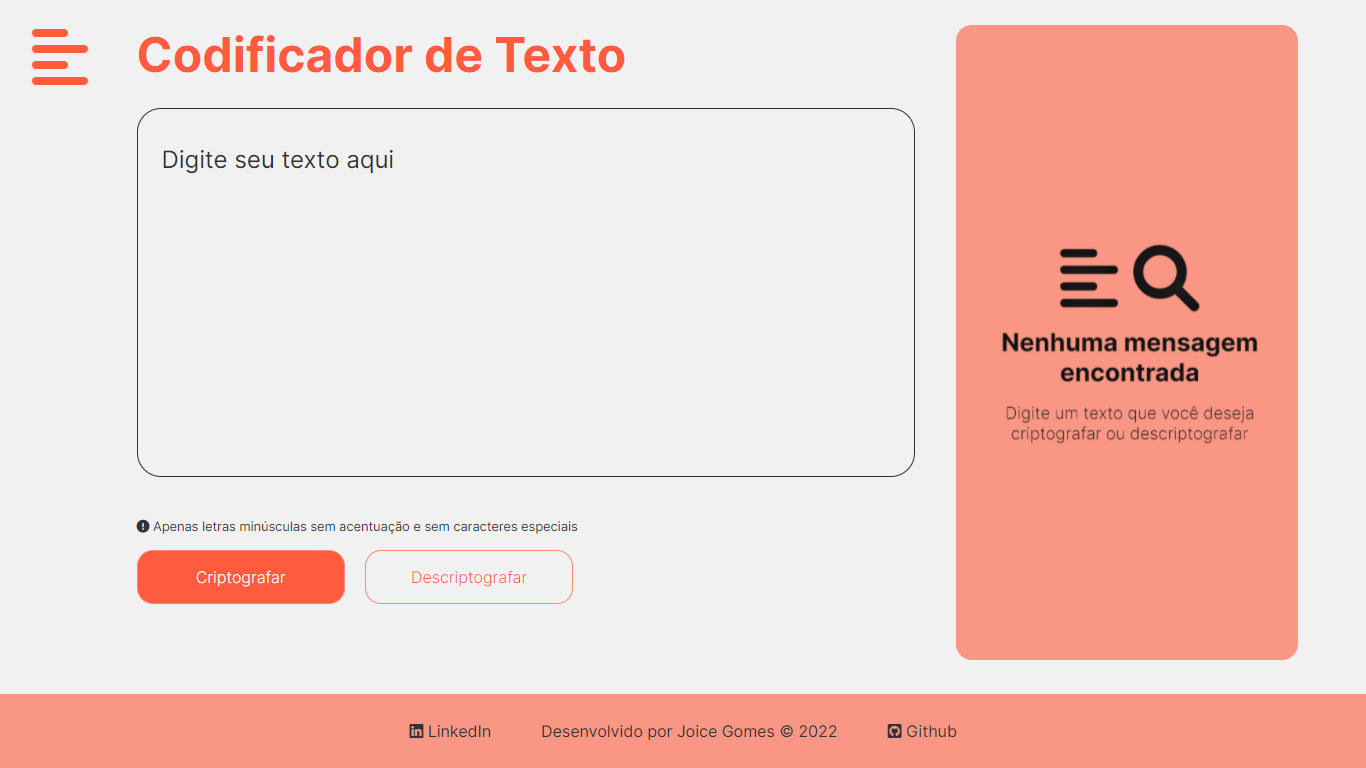 Codificador de Texto
Digite seu texto aqui
Apenas letras minúsculas sem acentuação e sem caracteres especiais
Criptografar
Descriptografar
Nenhuma mensagem
encontrada
Digite um texto que você deseja
criptografar ou descriptografar
LinkedIn Desenvolvido por Joice Gomes © 2022 Github